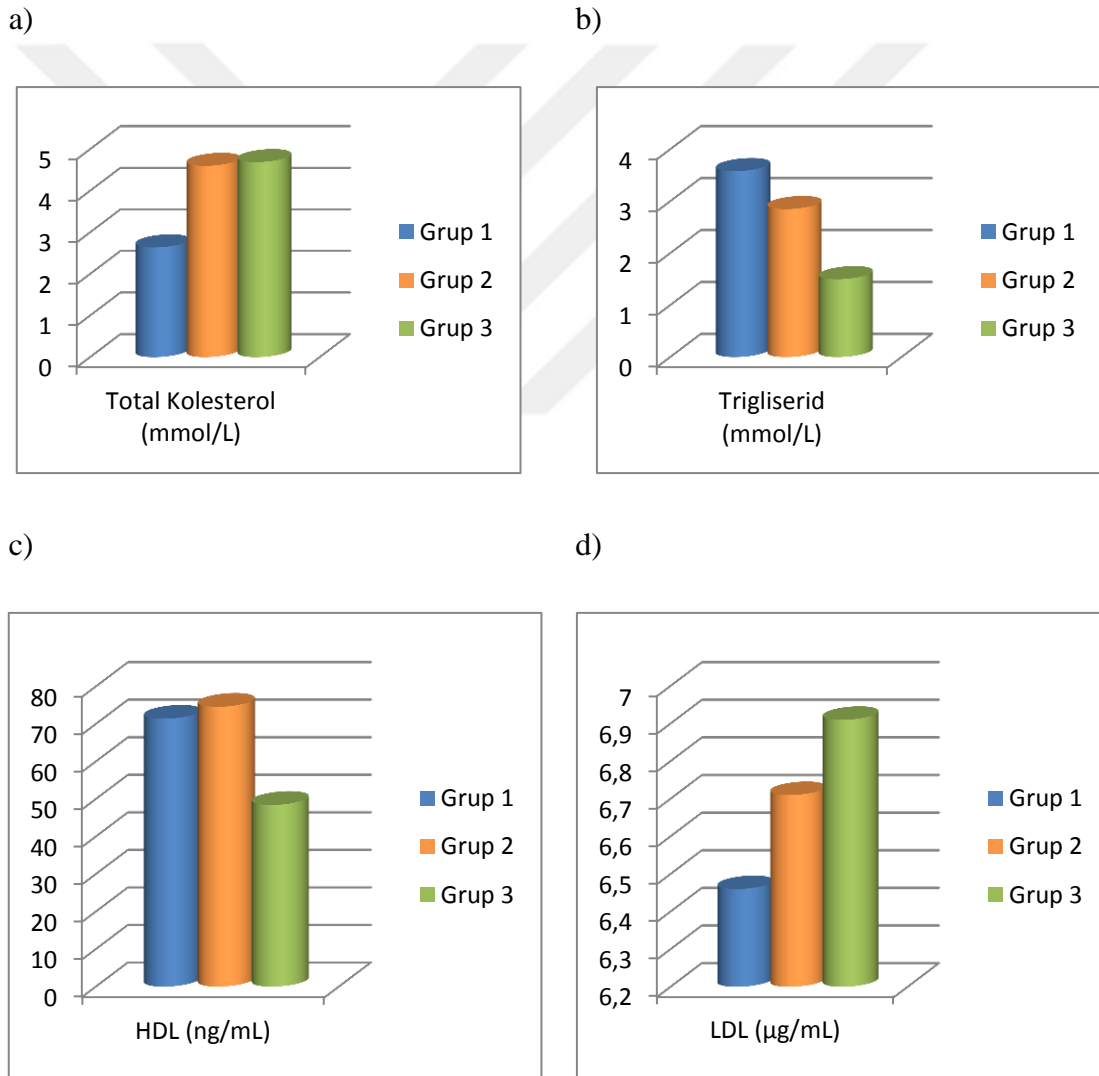 a)
b)
5
4
3
2
1
0
Total Kolesterol
(mmol/L)
Grup 1
Grup 2
Grup 3
4
3
2
1
0
Trigliserid
(mmol/L)
Grup 1
Grup 2
Grup 3
c)
d)
80
70
60
50
40
30
20
10
0
HDL (ng/mL)
Grup 1
Grup 2
Grup 3
7
6,9
6,8
6,7
6,6
6,5
6,4
6,3
6,2
LDL (µg/mL)
Grup 1
Grup 2
Grup 3